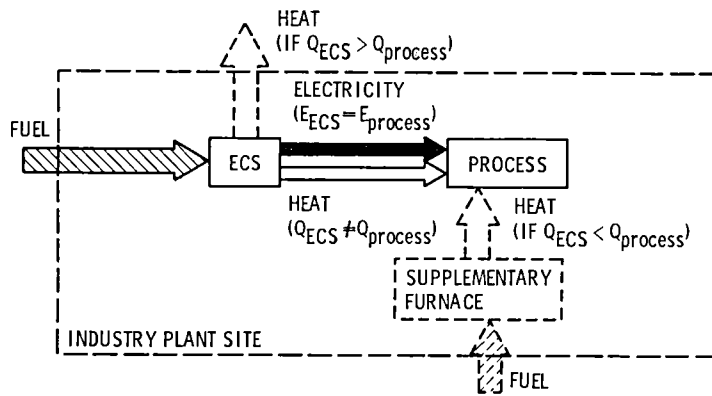 HEAT
(IF Q_ECS > Q_process)
ELECTRICITY
(E_ECS = E_process)
FUEL
ECS
PROCESS
HEAT
(Q_ECS ≠ Q_process)
HEAT
(IF Q_ECS < Q_process)
SUPPLEMENTARY
FURNACE
INDUSTRY PLANT SITE
FUEL